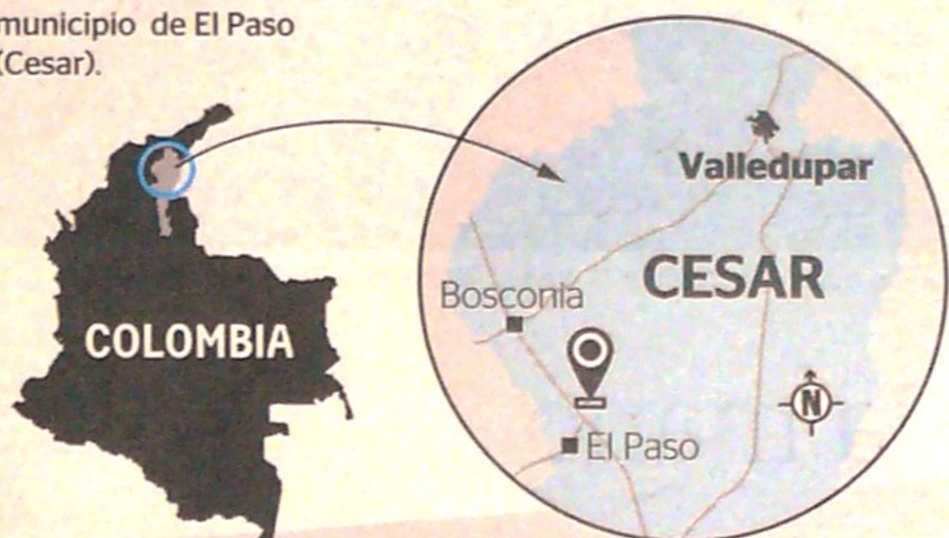 municipio de El Paso
(Cesar).
COLOMBIA
Valledupar
CESAR
Bosconia
N
El Paso